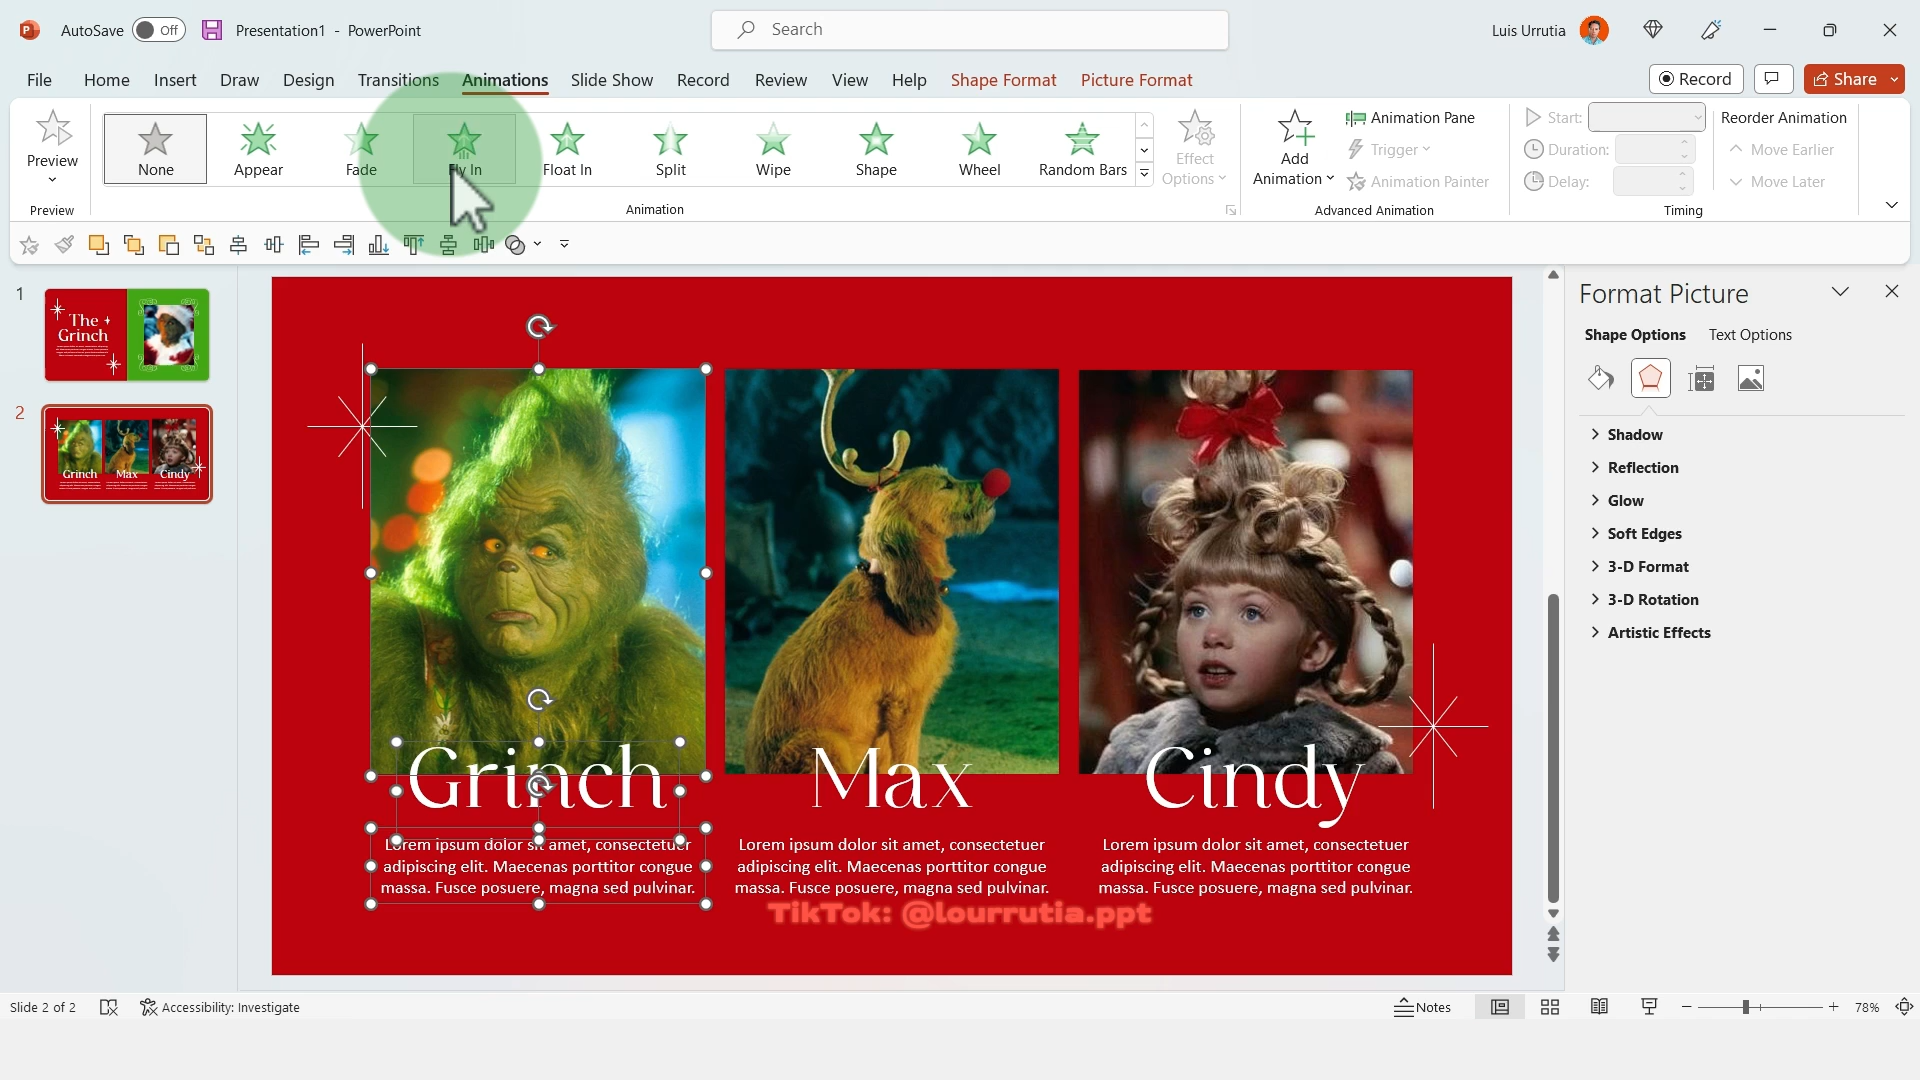 AutoSave Off Presentation1 - PowerPoint Search Luis Urrutia
File Home Insert Draw Design Transitions Animations Slide Show Record Review View Help Shape Format Picture Format Record Share
Preview
None Appear Fade Fly In Float In Split Wipe Shape Wheel Random Bars
Effect
Options
Add
Animation
Animation Pane
Trigger
Animation Painter
Start:
Duration:
Delay:
Reorder Animation
Move Earlier
Move Later
Preview Animation Advanced Animation Timing
1
The
Grinch
2
Grinch Max Cindy
Grinch
Lorem ipsum dolor sit amet, consectetuer
adipiscing elit. Maecenas porttitor congue
massa. Fusce posuere, magna sed pulvinar.
Max
Lorem ipsum dolor sit amet, consectetuer
adipiscing elit. Maecenas porttitor congue
massa. Fusce posuere, magna sed pulvinar.
Cindy
Lorem ipsum dolor sit amet, consectetuer
adipiscing elit. Maecenas porttitor congue
massa. Fusce posuere, magna sed pulvinar.
TikTok: @lourrutia.ppt
Format Picture
Shape Options Text Options
Shadow
Reflection
Glow
Soft Edges
3-D Format
3-D Rotation
Artistic Effects
Slide 2 of 2 Accessibility: Investigate Notes 78%